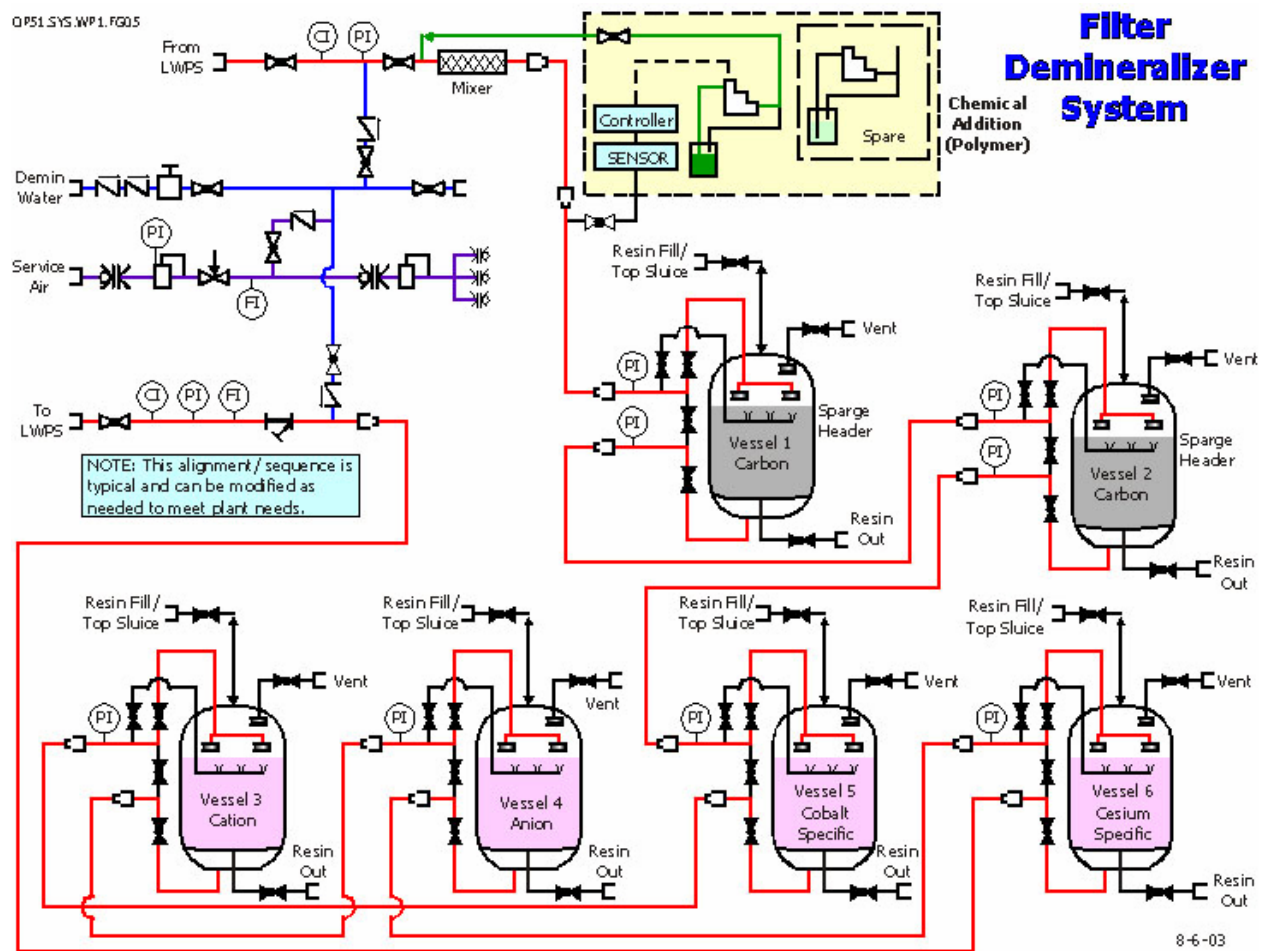 OP51.SYS.WP1.FG05
Filter
Demineralizer
System
From
LWPS
CI
PI
Mixer
Controller
SENSOR
Spare
Chemical
Addition
(Polymer)
Demin
Water
PI
Service
Air
FI
To
LWPS
CI
PI
FI
NOTE: This alignment/sequence is
typical and can be modified as
needed to meet plant needs.
Resin Fill/
Top Sluice
Vent
PI
PI
Vessel 1
Carbon
Sparge
Header
Resin
Out
Resin Fill/
Top Sluice
Vent
PI
PI
Vessel 2
Carbon
Sparge
Header
Resin
Out
Resin Fill/
Top Sluice
Vent
PI
Vessel 3
Cation
Resin
Out
Resin Fill/
Top Sluice
Vent
PI
Vessel 4
Anion
Resin
Out
Resin Fill/
Top Sluice
Vent
PI
Vessel 5
Cobalt
Specific
Resin
Out
Resin Fill/
Top Sluice
Vent
PI
Vessel 6
Cesium
Specific
Resin
Out
8-6-03